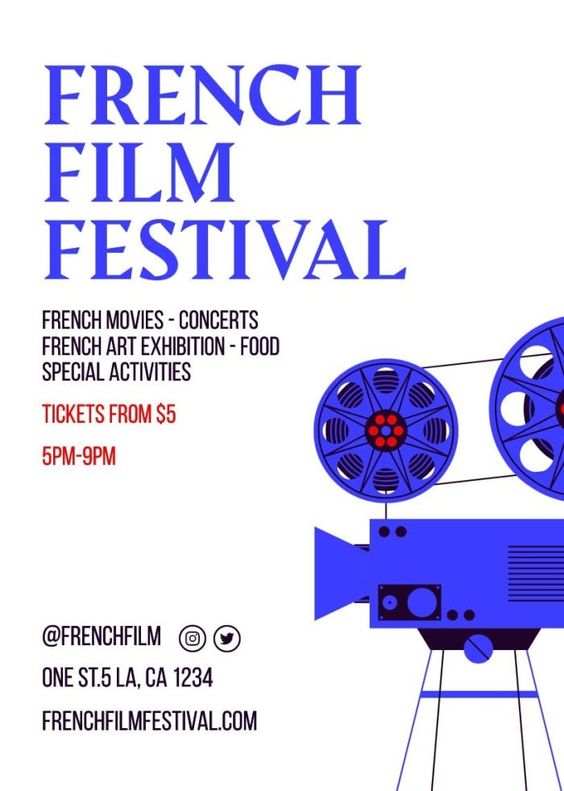 FRENCH
FILM
FESTIVAL
FRENCH MOVIES - CONCERTS
FRENCH ART EXHIBITION - FOOD
SPECIAL ACTIVITIES
TICKETS FROM $5
5PM-9PM
@FRENCHFILM
ONE ST.5 LA, CA 1234
FRENCHFILMFESTIVAL.COM